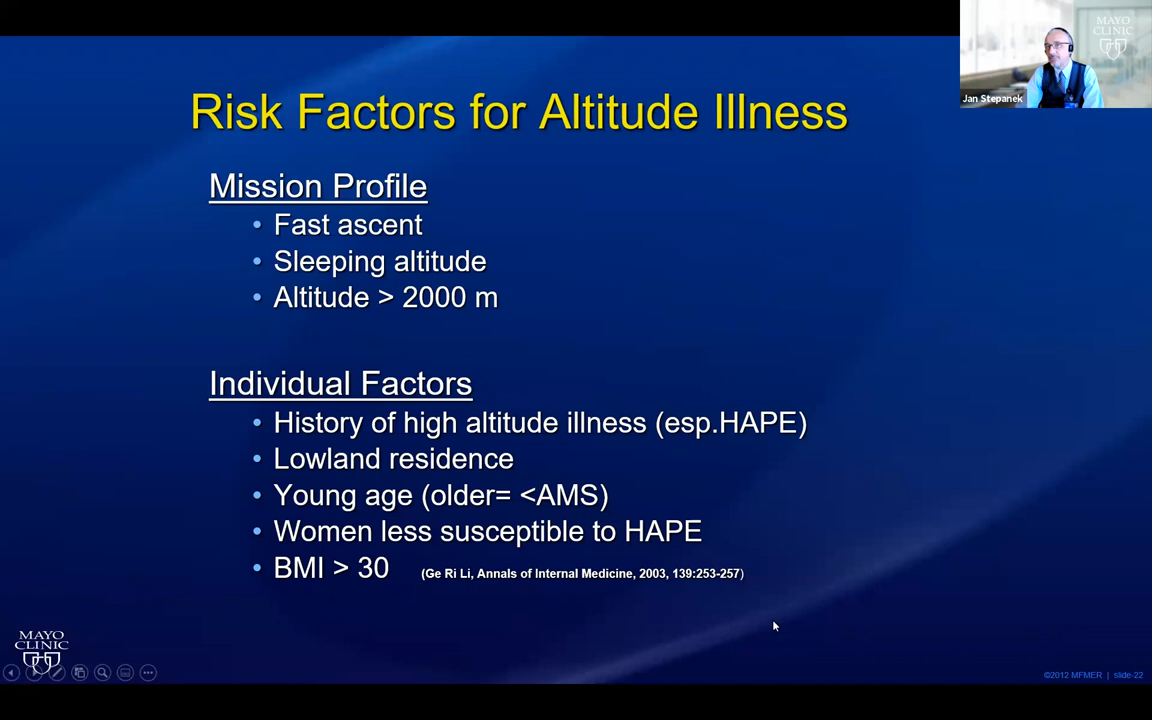 MAYO
CLINIC
Jan Stepanek
Risk Factors for Altitude Illness
Mission Profile
• Fast ascent
• Sleeping altitude
• Altitude > 2000 m
Individual Factors
• History of high altitude illness (esp.HAPE)
• Lowland residence
• Young age (older= <AMS)
• Women less susceptible to HAPE
• BMI > 30 (Ge Ri Li, Annals of Internal Medicine, 2003, 139:253-257)
MAYO
CLINIC
©2012 MFMER | slide-22